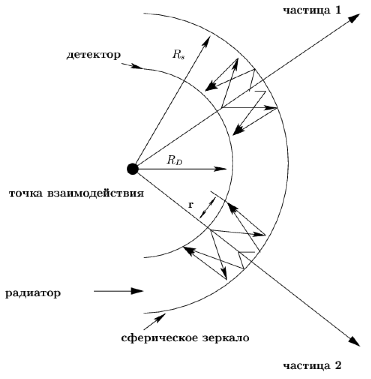 частица 1
детектор
R_s
R_D
точка взаимодействия
r
радиатор
сферическое зеркало
частица 2